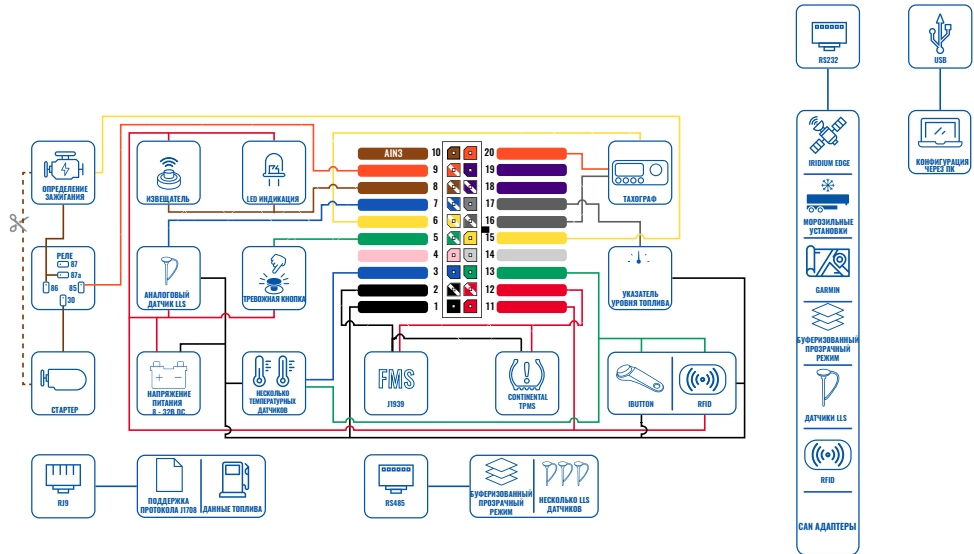 RS232
USB
IRIDIUM EDGE
КОНФИГУРАЦИЯ
ЧЕРЕЗ ПК
МОРОЗИЛЬНЫЕ
УСТАНОВКИ
GARMIN
БУФЕРИЗОВАННЫЙ
ПРОЗРАЧНЫЙ
РЕЖИМ
ДАТЧИКИ LLS
RFID
CAN АДАПТЕРЫ
ОПРЕДЕЛЕНИЕ
ЗАЖИГАНИЯ
ИЗВЕЩАТЕЛЬ
LED ИНДИКАЦИЯ
AIN3
10
9
8
7
6
5
4
3
2
1
20
19
18
17
16
15
14
13
12
11
ТАХОГРАФ
РЕЛЕ
87
87a
86
85
30
АНАЛОГОВЫЙ
ДАТЧИК LLS
ТРЕВОЖНАЯ КНОПКА
УКАЗАТЕЛЬ
УРОВНЯ ТОПЛИВА
СТАРТЕР
НАПРЯЖЕНИЕ
ПИТАНИЯ
8 - 32В DC
НЕСКОЛЬКО
ТЕМПЕРАТУРНЫХ
ДАТЧИКОВ
FMS
J1939
CONTINENTAL
TPMS
IBUTTON
RFID
RJ9
ПОДДЕРЖКА
ПРОТОКОЛА J1708
ДАННЫЕ ТОПЛИВА
RS485
БУФЕРИЗОВАННЫЙ
ПРОЗРАЧНЫЙ
РЕЖИМ
НЕСКОЛЬКО LLS
ДАТЧИКОВ